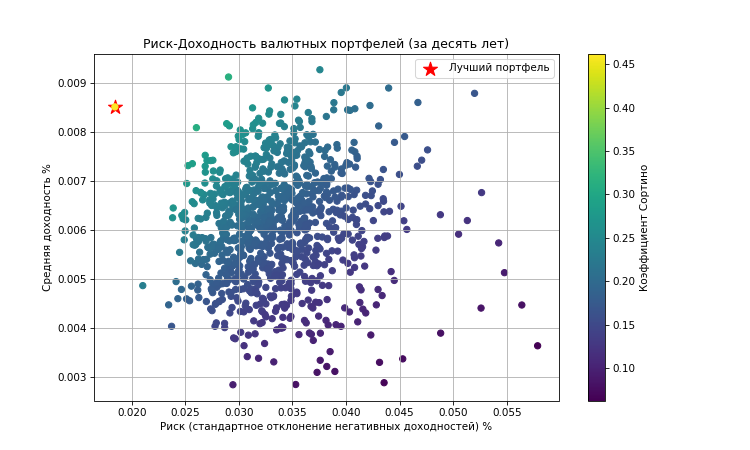 Риск-Доходность валютных портфелей (за десять лет)
Лучший портфель
0.009
0.008
0.007
0.006
0.005
0.004
0.003
Средняя доходность %
0.020 0.025 0.030 0.035 0.040 0.045 0.050 0.055
Риск (стандартное отклонение негативных доходностей) %
0.45
0.40
0.35
0.30
0.25
0.20
0.15
0.10
Коэффициент Сортино